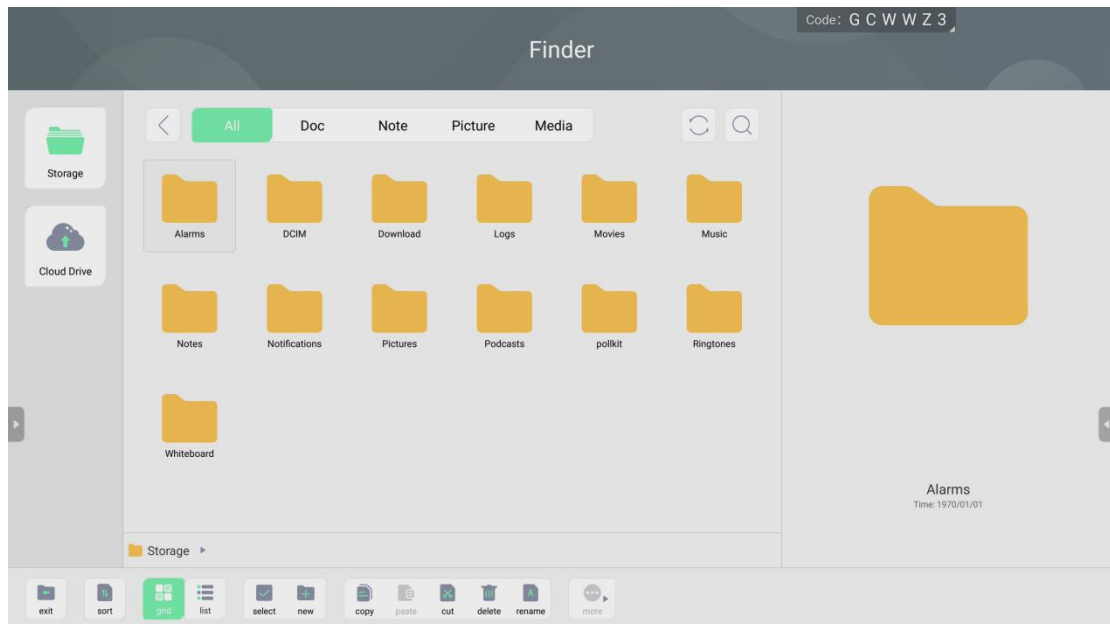 Code: G C W W Z 3
Finder
Storage
Cloud Drive
All Doc Note Picture Media
Alarms DCIM Download Logs Movies Music
Notes Notifications Pictures Podcasts pollkit Ringtones
Whiteboard
Alarms
Time: 1970/01/01
Storage
exit sort grid list select new copy paste cut delete rename more